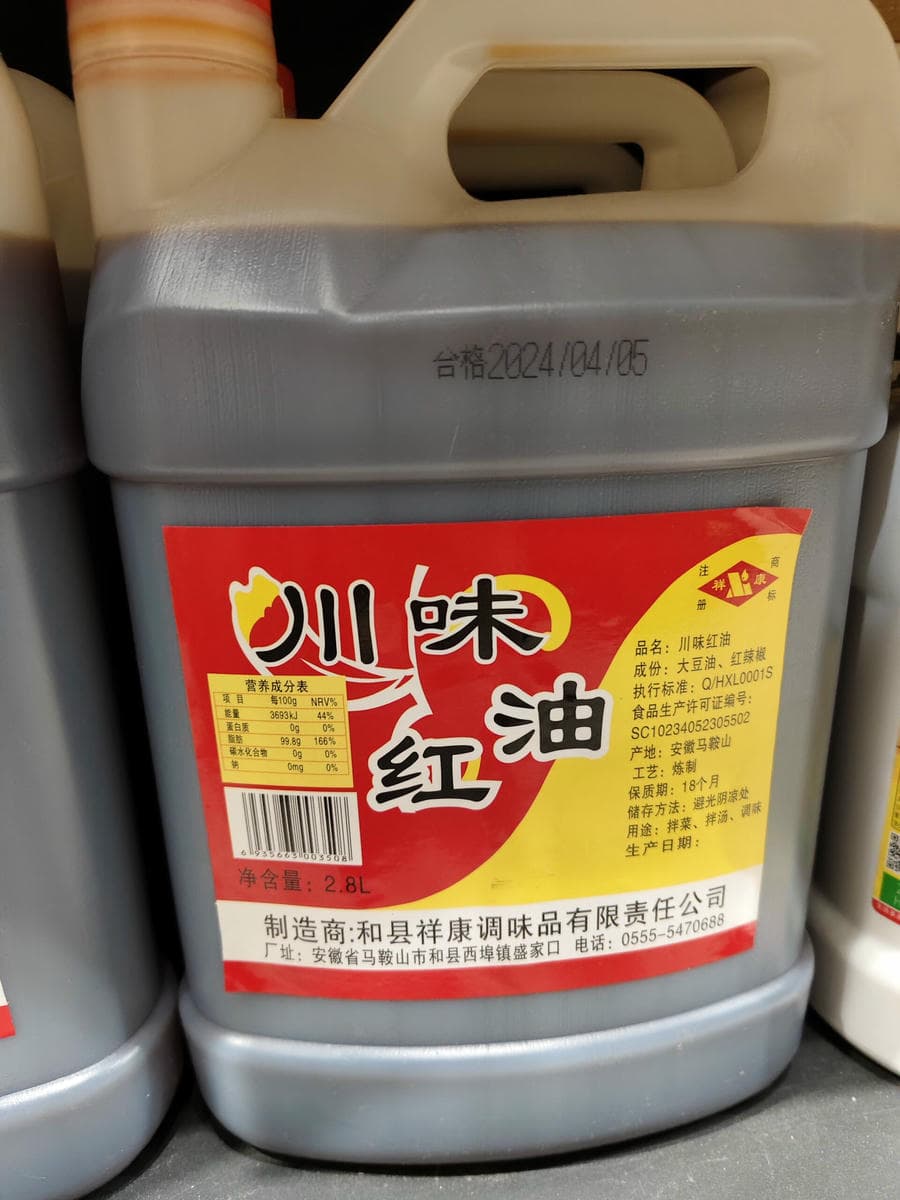 合格2024/04/05
川味
红油
注册
商标
祥
康
品名：川味红油
成份：大豆油、红辣椒
执行标准：Q/HXL0001S
食品生产许可证编号：
SC10234052305502
产地：安徽马鞍山
工艺：炼制
保质期：18个月
储存方法：避光阴凉处
用途：拌菜、拌汤、调味
生产日期：
营养成分表
项 目 每100g NRV%
能量 3693kJ 44%
蛋白质 0g 0%
脂肪 99.8g 166%
碳水化合物 0g 0%
钠 0mg 0%
6 935663 003508
净含量：2.8L
制造商:和县祥康调味品有限责任公司
厂址：安徽省马鞍山市和县西埠镇盛家口 电话：0555-5470688